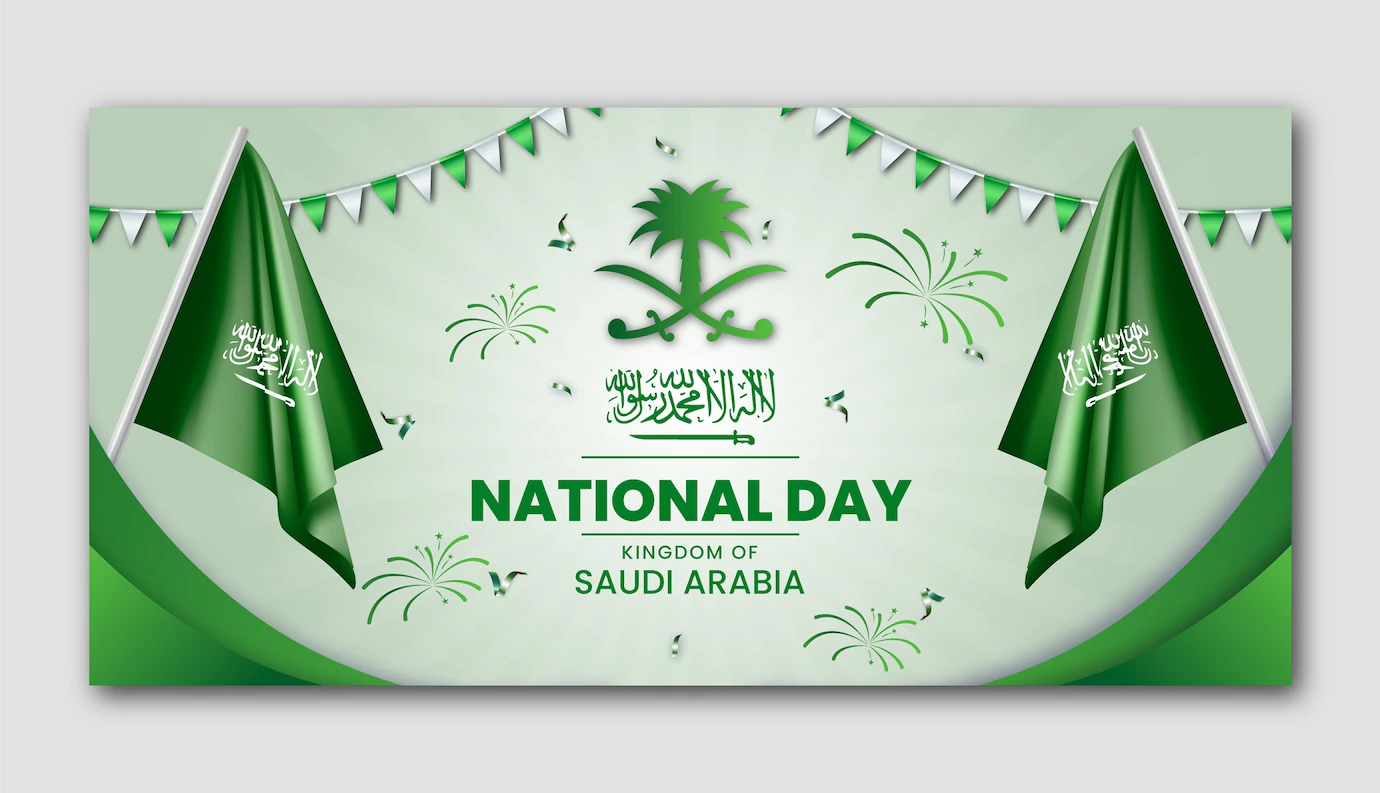 لا إله إلا الله محمد رسول الله
لا إله إلا الله محمد رسول الله
لا إله إلا الله محمد رسول الله
NATIONAL DAY
KINGDOM OF
SAUDI ARABIA